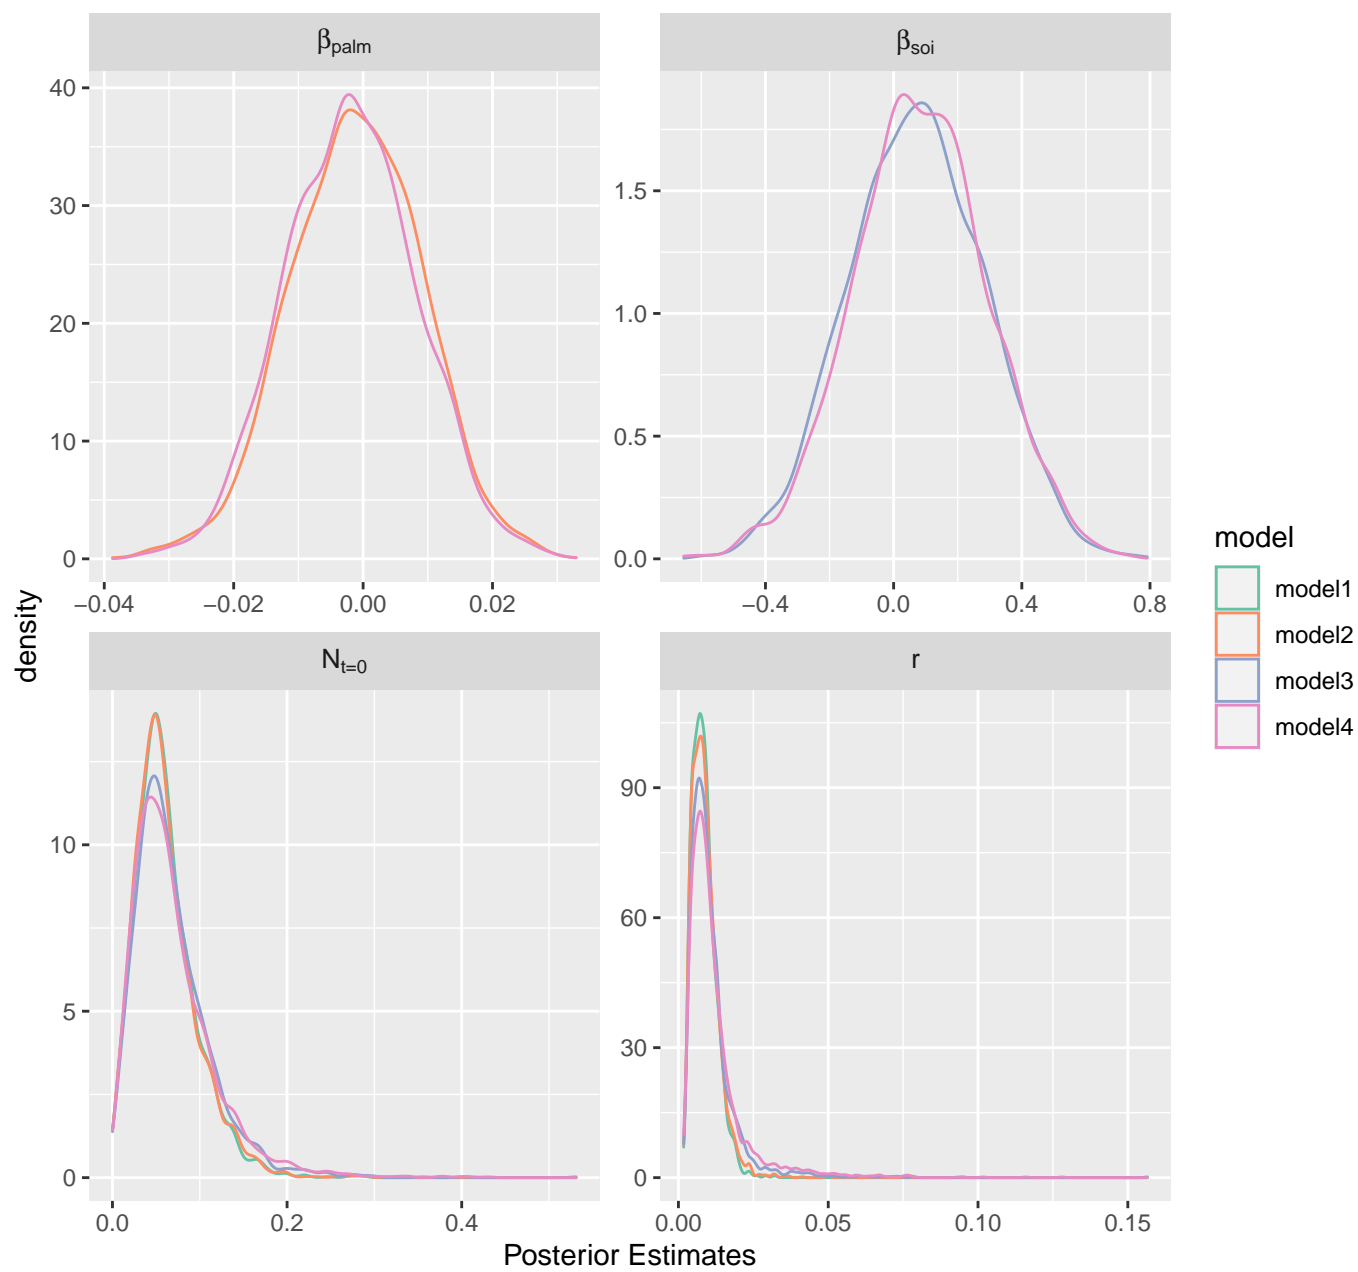 βpalm
βsoi
40
30
20
10
0
−0.04 −0.02 0.00 0.02
1.5
1.0
0.5
0.0
−0.4 0.0 0.4 0.8
density
Nt=0
r
10
5
0
0.0 0.2 0.4
90
60
30
0
0.00 0.05 0.10 0.15
Posterior Estimates
model
model1
model2
model3
model4